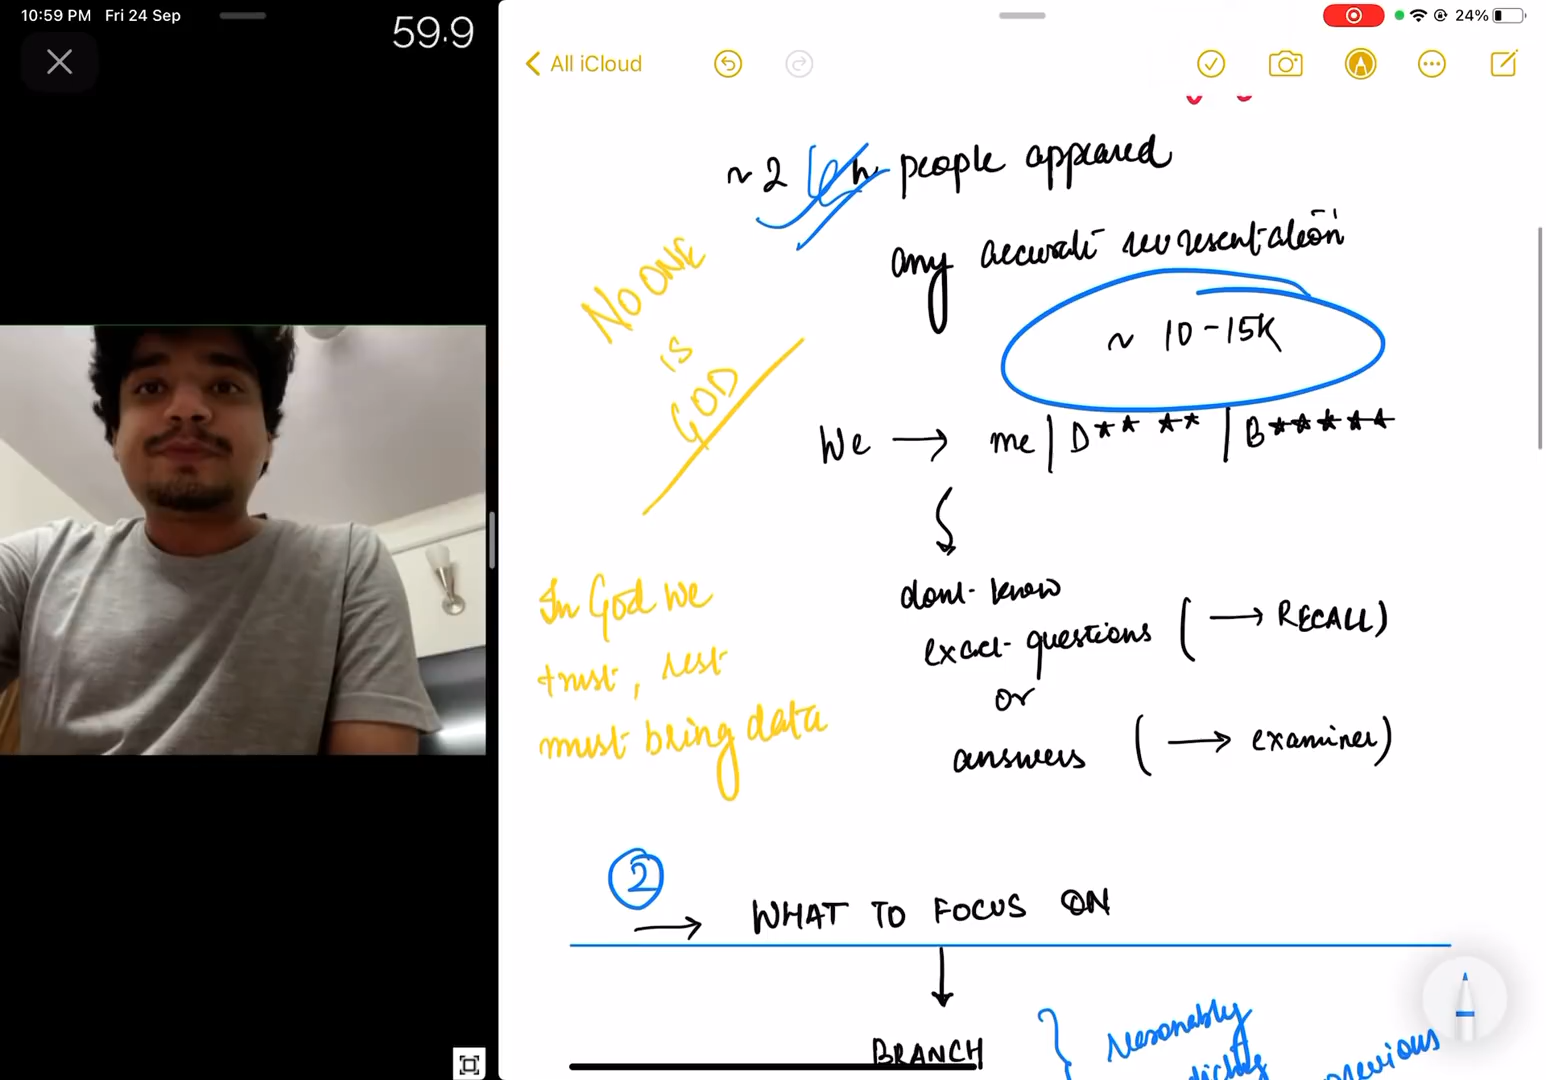 10:59 PM Fri 24 Sep
59.9
24%
All iCloud
~ 2 people appeared
any accurate representation
~ 10 - 15K
NO ONE
is
GOD
We → me | D** ** | B*****
dont know
exact questions ( → RECALL)
or
answers ( → examiner)
In God we
trust, rest
must bring data
2
→ WHAT TO FOCUS ON
BRANCH
reasonably
previous